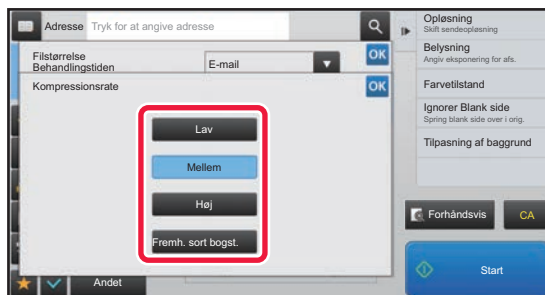 Adresse Tryk for at angive adresse
Filstørrelse
Behandlingstiden
E-mail
OK
Kompressionsrate
OK
Lav
Mellem
Høj
Fremh. sort bogst.
Andet
Opløsning
Skift sendeopløsning
Belysning
Angiv eksponering for afs.
Farvetilstand
Ignorer Blank side
Spring blank side over i orig.
Tilpasning af baggrund
Forhåndsvis
CA
Start